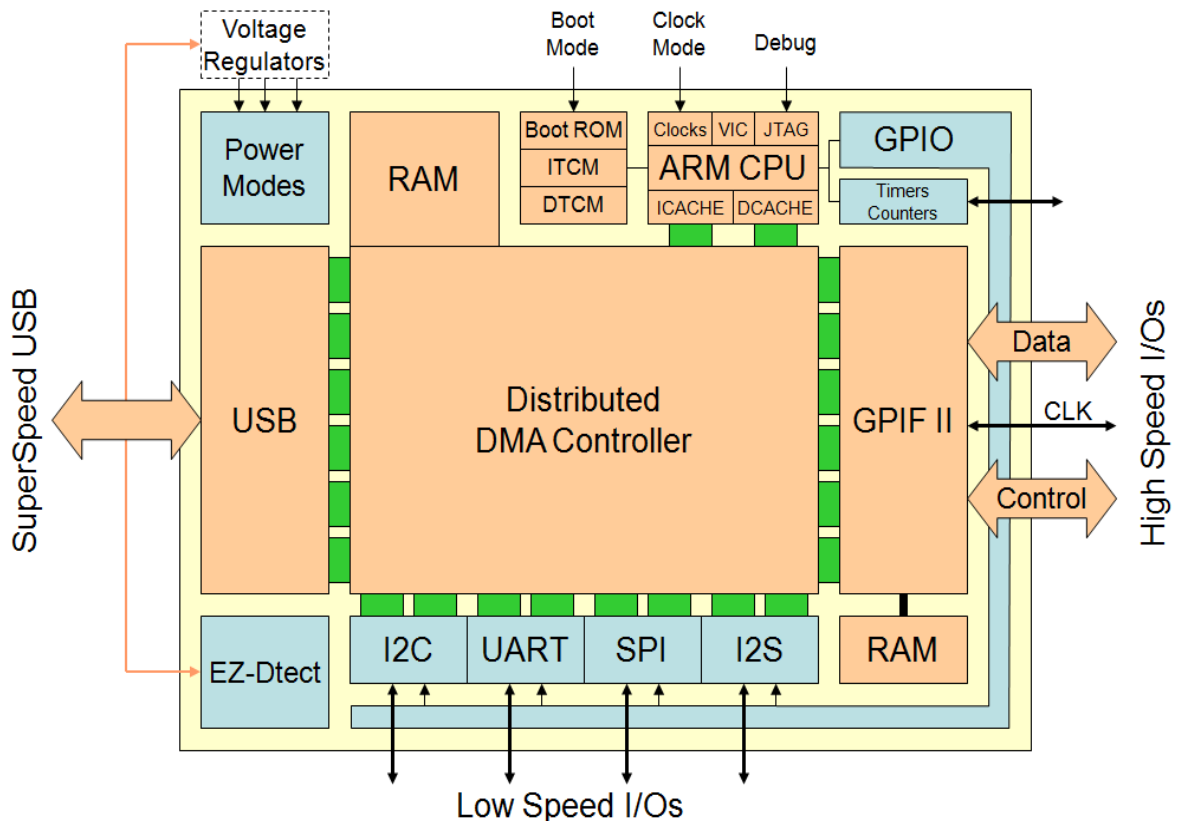 Voltage
Regulators
Boot
Mode
Clock
Mode
Debug
Power
Modes
RAM
Boot ROM
ITCM
DTCM
Clocks
VIC
JTAG
ARM CPU
ICACHE
DCACHE
GPIO
Timers
Counters
SuperSpeed USB
USB
Distributed
DMA Controller
GPIF II
Data
CLK
Control
High Speed I/Os
EZ-Dtect
I2C
UART
SPI
I2S
RAM
Low Speed I/Os